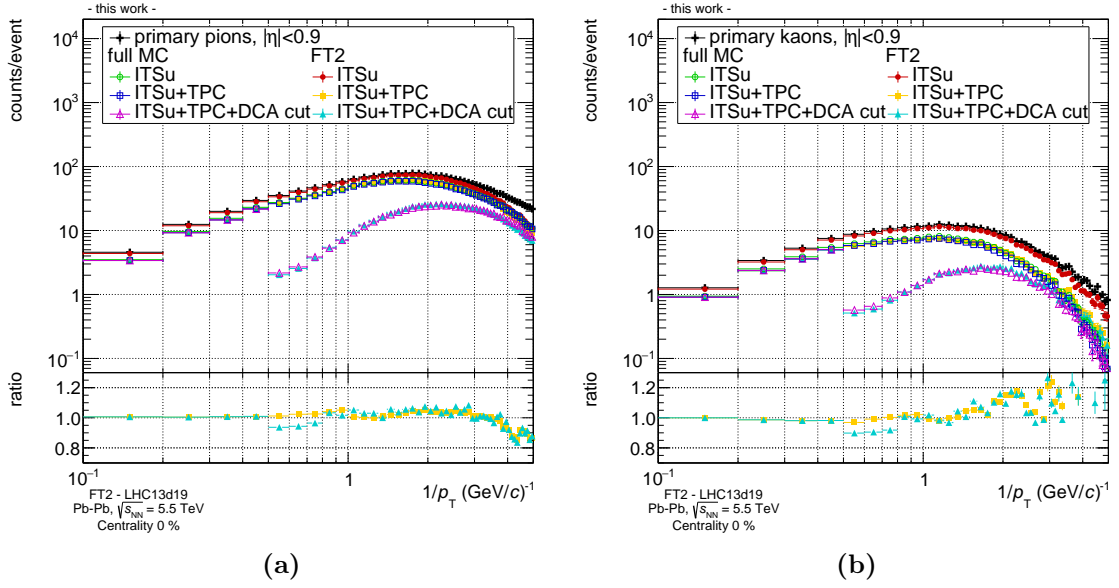 - this work -
counts/event
10⁴
10³
10²
10
1
10⁻¹
primary pions, |η|<0.9
full MC FT2
ITSu ITSu
ITSu+TPC ITSu+TPC
ITSu+TPC+DCA cut ITSu+TPC+DCA cut
ratio
1.2
1.0
0.8
10⁻¹ 1
1/p_T (GeV/c)⁻¹
FT2 - LHC13d19
Pb-Pb, √s_NN = 5.5 TeV
Centrality 0 %
(a)
- this work -
counts/event
10⁴
10³
10²
10
1
10⁻¹
primary kaons, |η|<0.9
full MC FT2
ITSu ITSu
ITSu+TPC ITSu+TPC
ITSu+TPC+DCA cut ITSu+TPC+DCA cut
ratio
1.2
1.0
0.8
10⁻¹ 1
1/p_T (GeV/c)⁻¹
FT2 - LHC13d19
Pb-Pb, √s_NN = 5.5 TeV
Centrality 0 %
(b)